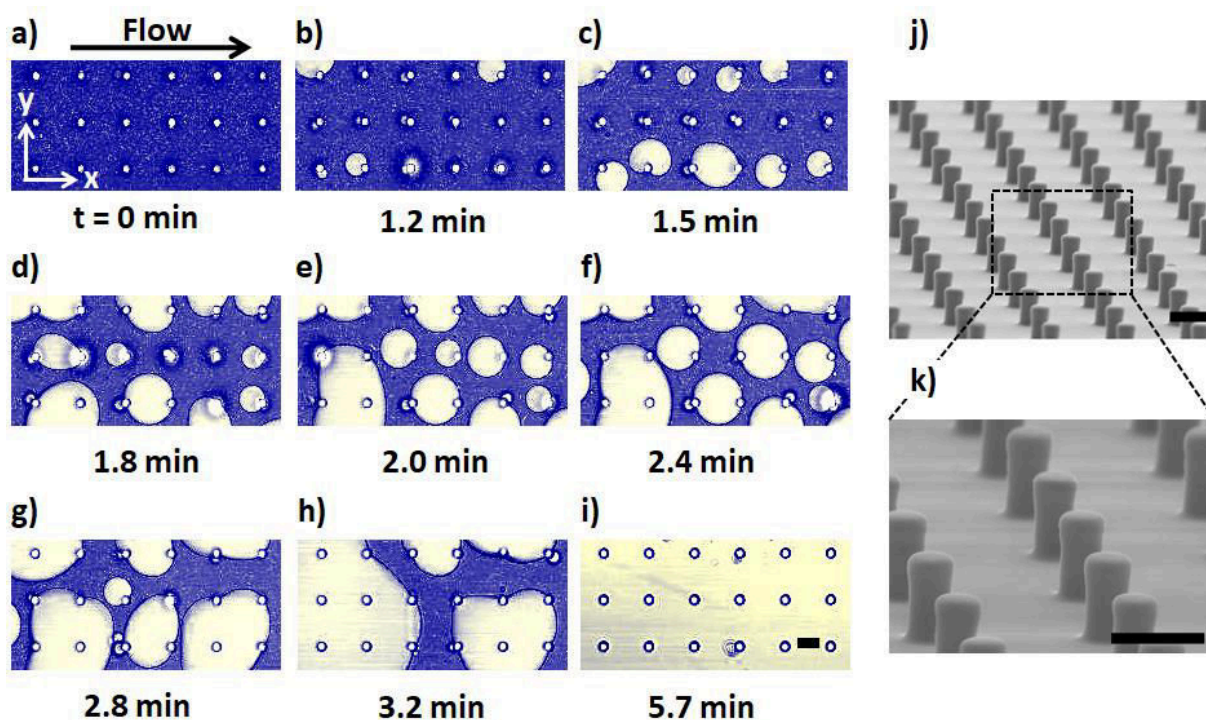 a)
Flow
y
x
t = 0 min
b)
1.2 min
c)
1.5 min
d)
1.8 min
e)
2.0 min
f)
2.4 min
g)
2.8 min
h)
3.2 min
i)
5.7 min
j)
k)